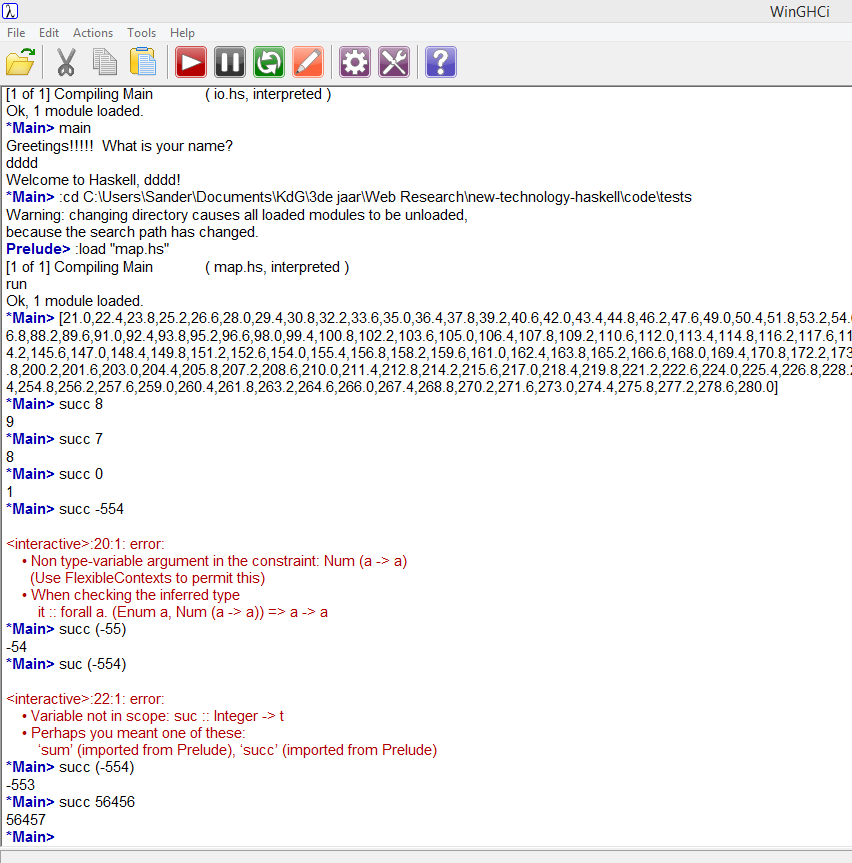 WinGHCi
File Edit Actions Tools Help
[1 of 1] Compiling Main ( io.hs, interpreted )
Ok, 1 module loaded.
*Main> main
Greetings!!!!! What is your name?
dddd
Welcome to Haskell, dddd!
*Main> :cd C:\Users\Sander\Documents\KdG\3de jaar\Web Research\new-technology-haskell\code\tests
Warning: changing directory causes all loaded modules to be unloaded,
because the search path has changed.
Prelude> :load "map.hs"
[1 of 1] Compiling Main ( map.hs, interpreted )
run
Ok, 1 module loaded.
*Main> [21.0,22.4,23.8,25.2,26.6,28.0,29.4,30.8,32.2,33.6,35.0,36.4,37.8,39.2,40.6,42.0,43.4,44.8,46.2,47.6,49.0,50.4,51.8,53.2,54.
6.8,88.2,89.6,91.0,92.4,93.8,95.2,96.6,98.0,99.4,100.8,102.2,103.6,105.0,106.4,107.8,109.2,110.6,112.0,113.4,114.8,116.2,117.6,11
4.2,145.6,147.0,148.4,149.8,151.2,152.6,154.0,155.4,156.8,158.2,159.6,161.0,162.4,163.8,165.2,166.6,168.0,169.4,170.8,172.2,173
.8,200.2,201.6,203.0,204.4,205.8,207.2,208.6,210.0,211.4,212.8,214.2,215.6,217.0,218.4,219.8,221.2,222.6,224.0,225.4,226.8,228.2
4,254.8,256.2,257.6,259.0,260.4,261.8,263.2,264.6,266.0,267.4,268.8,270.2,271.6,273.0,274.4,275.8,277.2,278.6,280.0]
*Main> succ 8
9
*Main> succ 7
8
*Main> succ 0
1
*Main> succ -554
<interactive>:20:1: error:
• Non type-variable argument in the constraint: Num (a -> a)
(Use FlexibleContexts to permit this)
• When checking the inferred type
it :: forall a. (Enum a, Num (a -> a)) => a -> a
*Main> succ (-55)
-54
*Main> suc (-554)
<interactive>:22:1: error:
• Variable not in scope: suc :: Integer -> t
• Perhaps you meant one of these:
‘sum’ (imported from Prelude), ‘succ’ (imported from Prelude)
*Main> succ (-554)
-553
*Main> succ 56456
56457
*Main>